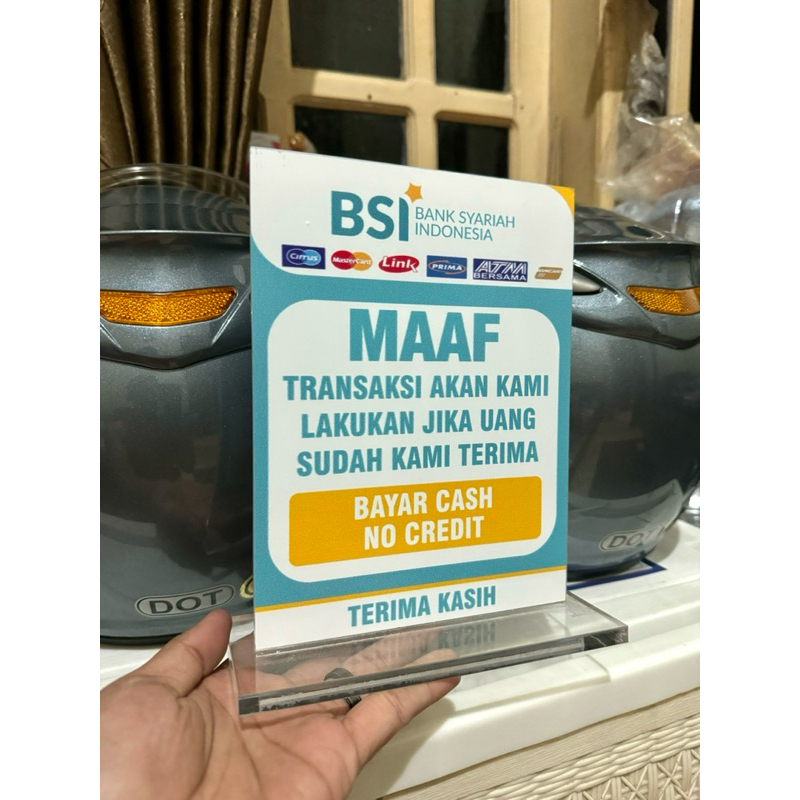 BSI BANK SYARIAH
INDONESIA
Cirrus MasterCard Link PRIMA ATM
BERSAMA
MAAF
TRANSAKSI AKAN KAMI
LAKUKAN JIKA UANG
SUDAH KAMI TERIMA
BAYAR CASH
NO CREDIT
TERIMA KASIH
DOT
DOT